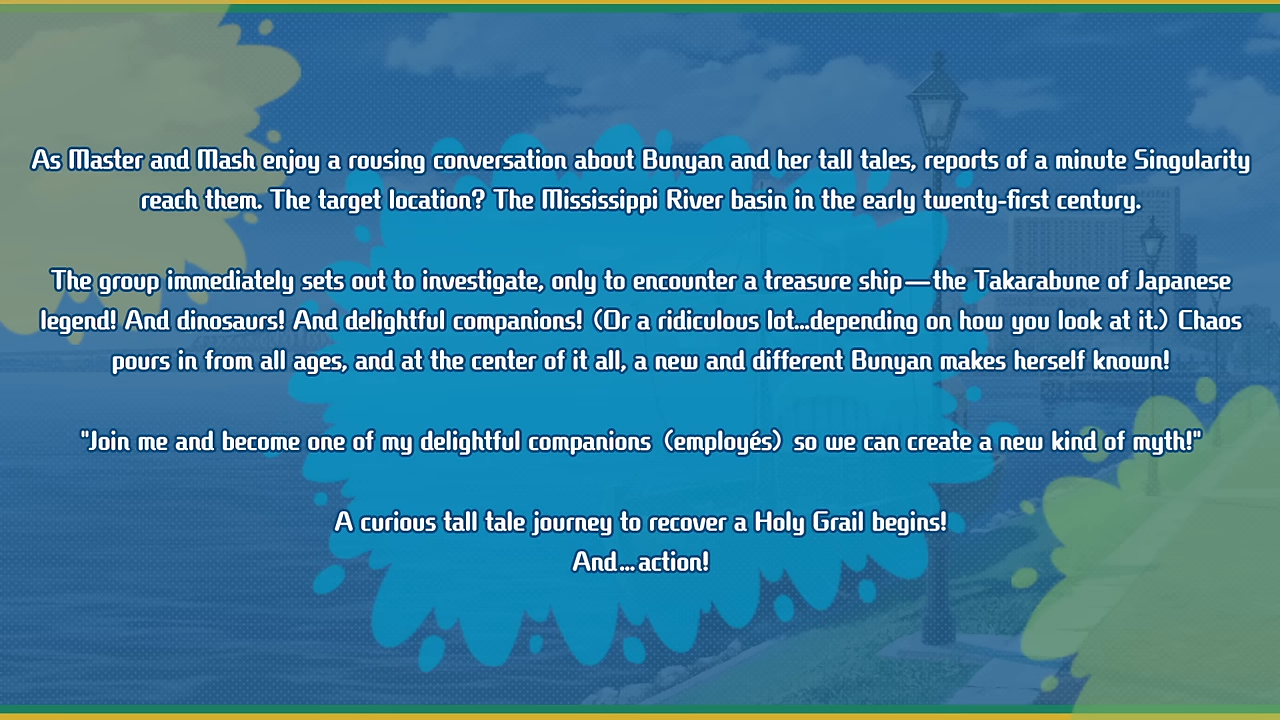 As Master and Mash enjoy a rousing conversation about Bunyan and her tall tales, reports of a minute Singularity
reach them. The target location? The Mississippi River basin in the early twenty-first century.
The group immediately sets out to investigate, only to encounter a treasure ship—the Takarabune of Japanese
legend! And dinosaurs! And delightful companions! (Or a ridiculous lot...depending on how you look at it.) Chaos
pours in from all ages, and at the center of it all, a new and different Bunyan makes herself known!
"Join me and become one of my delightful companions (employés) so we can create a new kind of myth!"
A curious tall tale journey to recover a Holy Grail begins!
And...action!